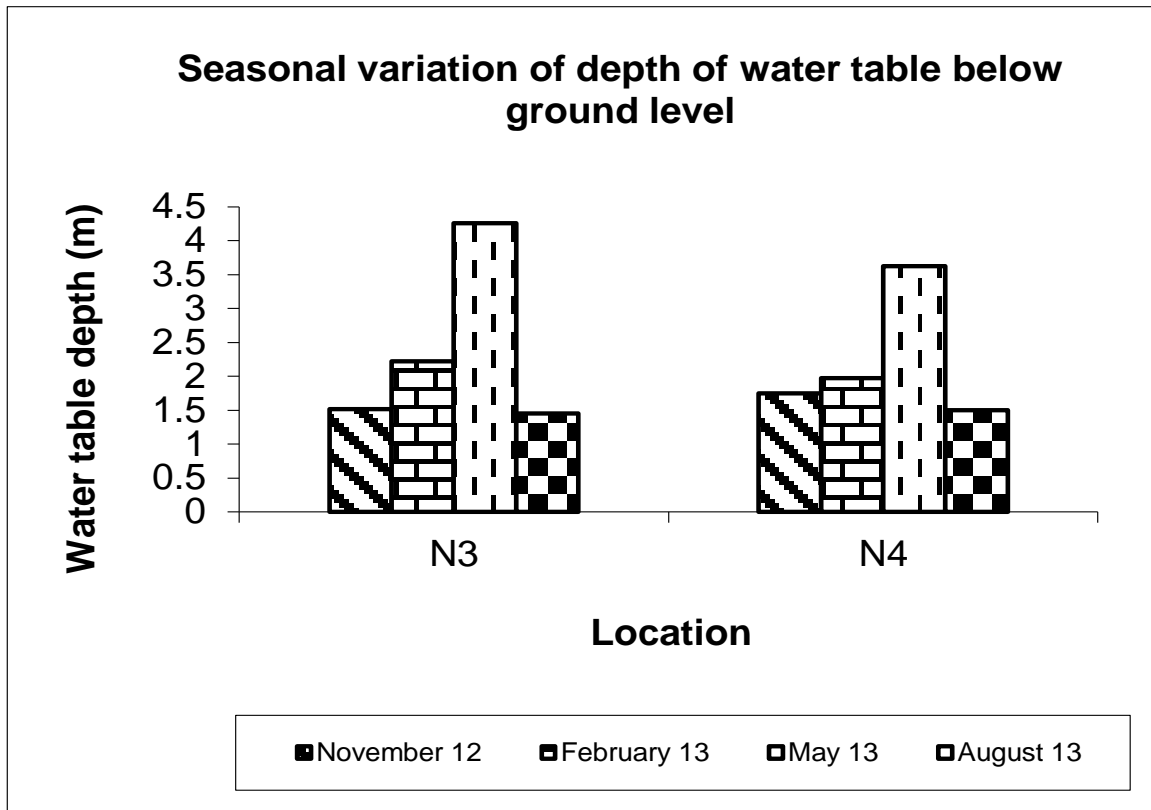 Seasonal variation of depth of water table below
ground level
Water table depth (m)
4.5
4
3.5
3
2.5
2
1.5
1
0.5
0
N3 N4
Location
November 12 February 13 May 13 August 13